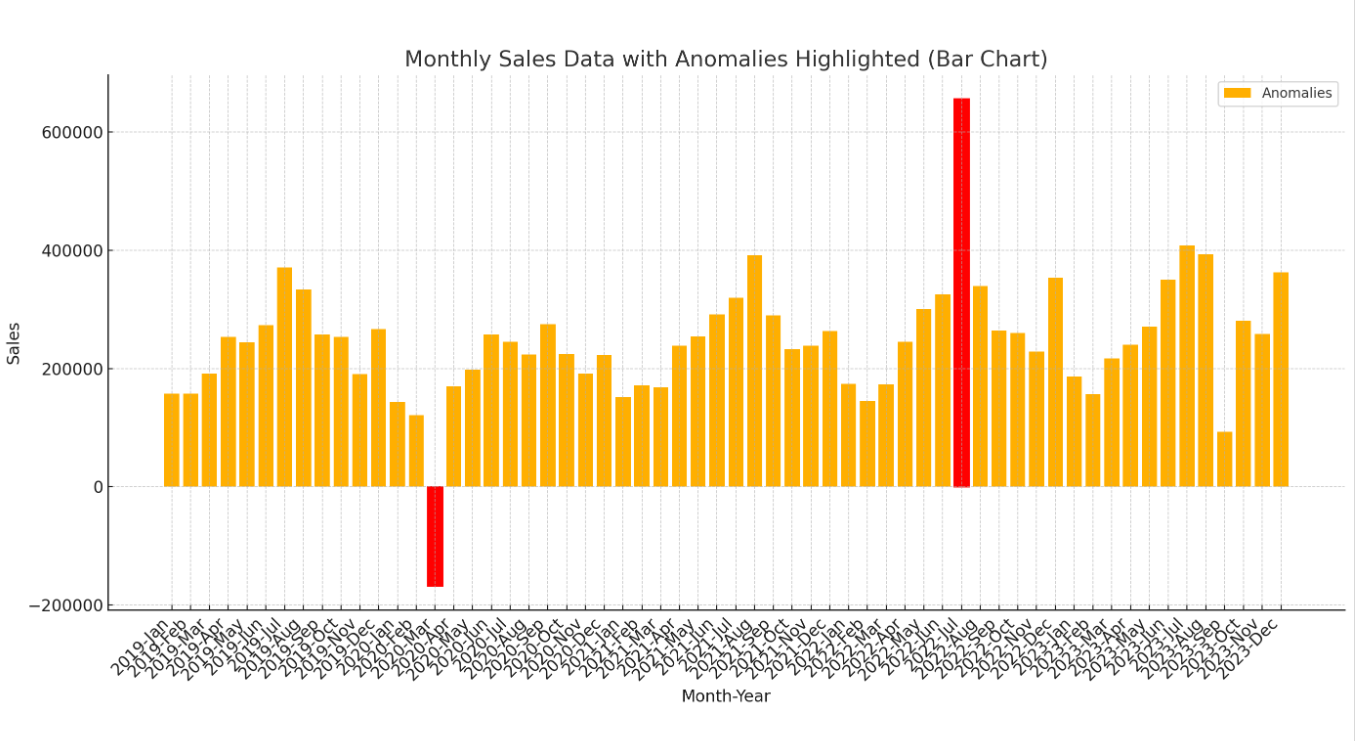 Monthly Sales Data with Anomalies Highlighted (Bar Chart)
Anomalies
600000
400000
200000
0
−200000
Sales
2019-Jan
2019-Feb
2019-Mar
2019-Apr
2019-May
2019-Jun
2019-Jul
2019-Aug
2019-Sep
2019-Oct
2019-Nov
2019-Dec
2020-Jan
2020-Feb
2020-Mar
2020-Apr
2020-May
2020-Jun
2020-Jul
2020-Aug
2020-Sep
2020-Oct
2020-Nov
2020-Dec
2021-Jan
2021-Feb
2021-Mar
2021-Apr
2021-May
2021-Jun
2021-Jul
2021-Aug
2021-Sep
2021-Oct
2021-Nov
2021-Dec
2022-Jan
2022-Feb
2022-Mar
2022-Apr
2022-May
2022-Jun
2022-Jul
2022-Aug
2022-Sep
2022-Oct
2022-Nov
2022-Dec
2023-Jan
2023-Feb
2023-Mar
2023-Apr
2023-May
2023-Jun
2023-Jul
2023-Aug
2023-Sep
2023-Oct
2023-Nov
2023-Dec
Month-Year